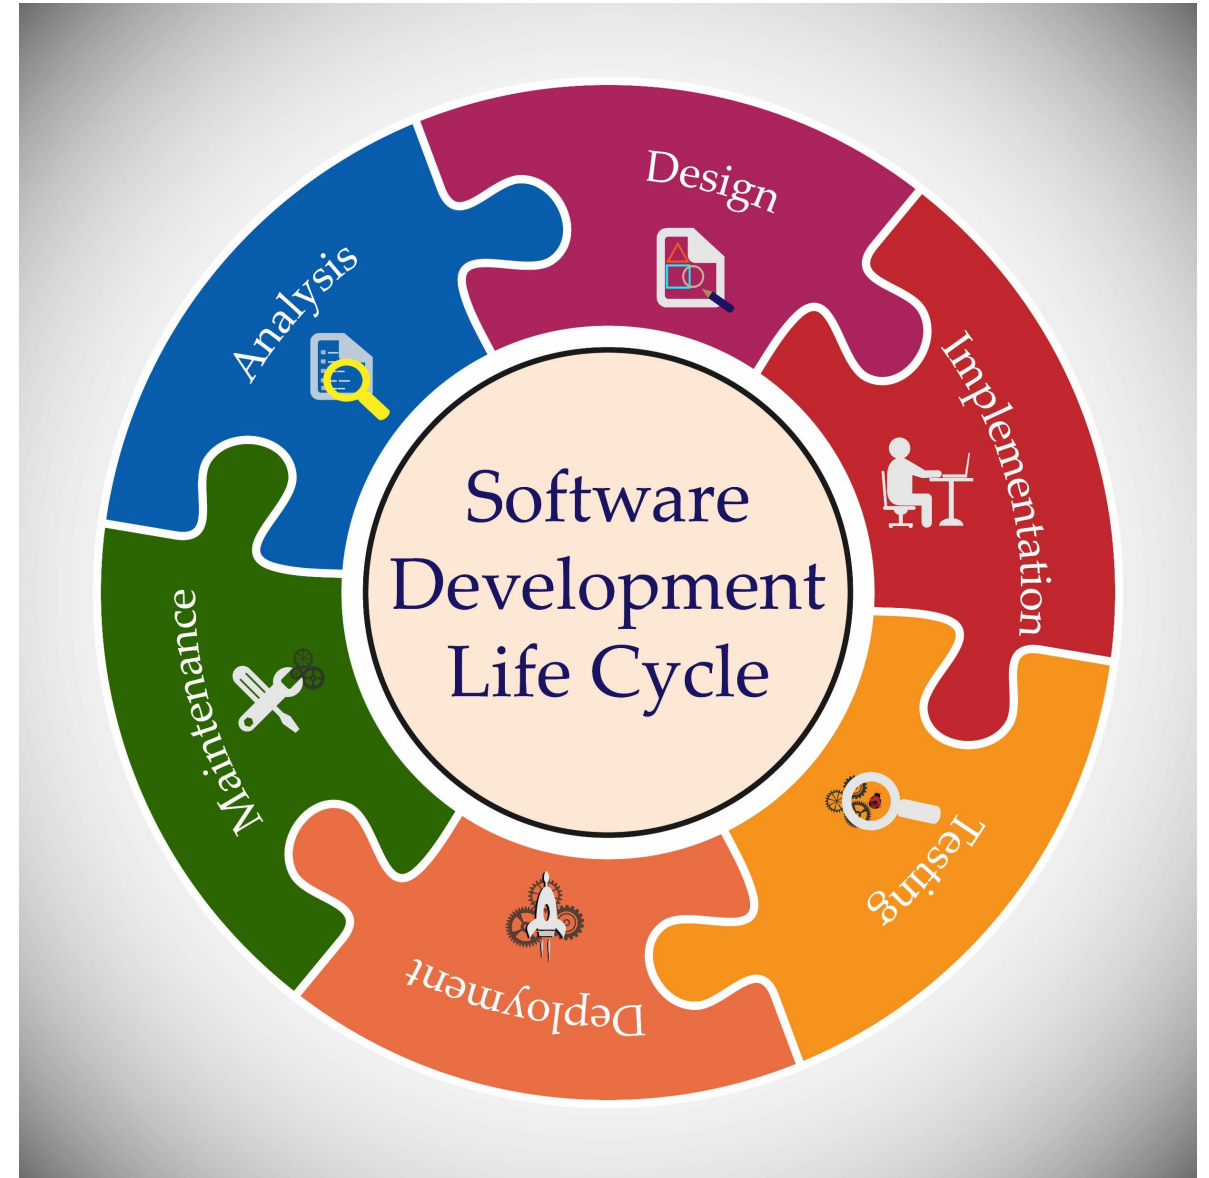 Software
Development
Life Cycle
Analysis
Design
Implementation
Testing
Deployment
Maintenance